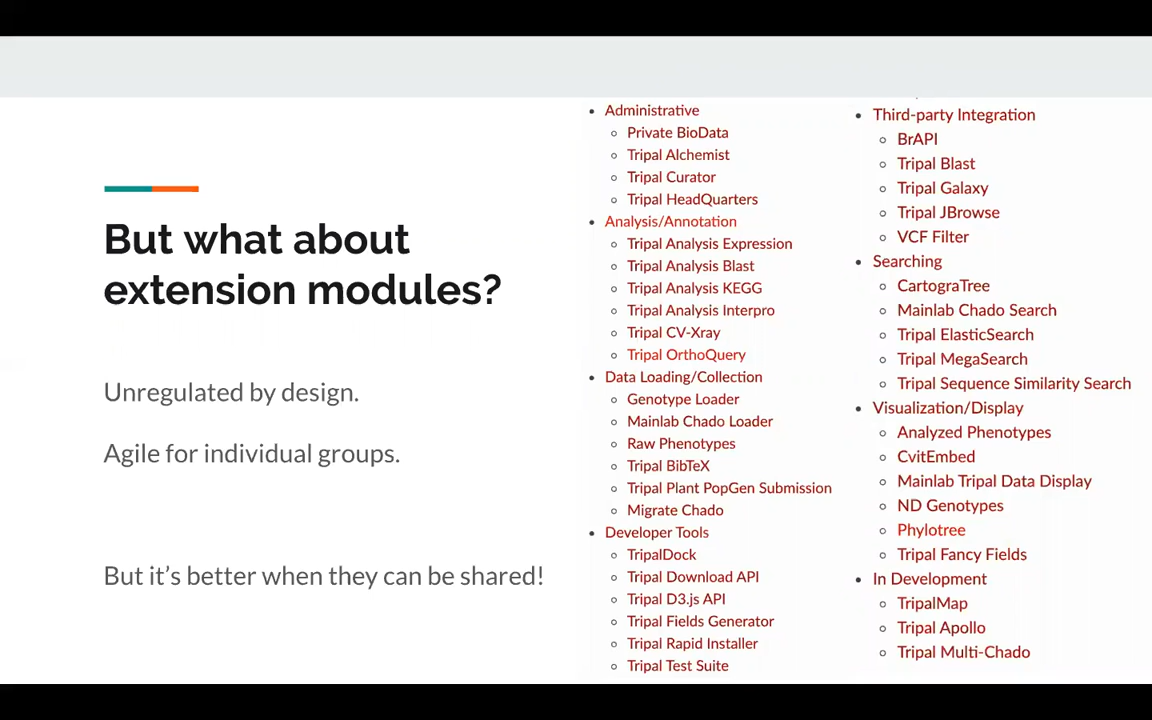 But what about
extension modules?
Unregulated by design.
Agile for individual groups.
But it's better when they can be shared!
Administrative
Private BioData
Tripal Alchemist
Tripal Curator
Tripal HeadQuarters
Analysis/Annotation
Tripal Analysis Expression
Tripal Analysis Blast
Tripal Analysis KEGG
Tripal Analysis Interpro
Tripal CV-Xray
Tripal OrthoQuery
Data Loading/Collection
Genotype Loader
Mainlab Chado Loader
Raw Phenotypes
Tripal BibTeX
Tripal Plant PopGen Submission
Migrate Chado
Developer Tools
TripalDock
Tripal Download API
Tripal D3.js API
Tripal Fields Generator
Tripal Rapid Installer
Tripal Test Suite
Third-party Integration
BrAPI
Tripal Blast
Tripal Galaxy
Tripal JBrowse
VCF Filter
Searching
CartograTree
Mainlab Chado Search
Tripal ElasticSearch
Tripal MegaSearch
Tripal Sequence Similarity Search
Visualization/Display
Analyzed Phenotypes
CvitEmbed
Mainlab Tripal Data Display
ND Genotypes
Phylotree
Tripal Fancy Fields
In Development
TripalMap
Tripal Apollo
Tripal Multi-Chado